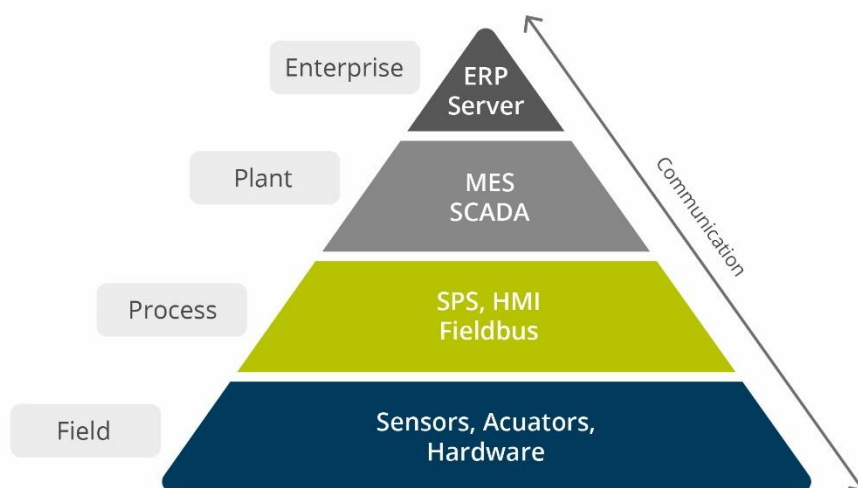 Enterprise
ERP
Server
Plant
MES
SCADA
Communication
Process
SPS, HMI
Fieldbus
Field
Sensors, Acuators,
Hardware